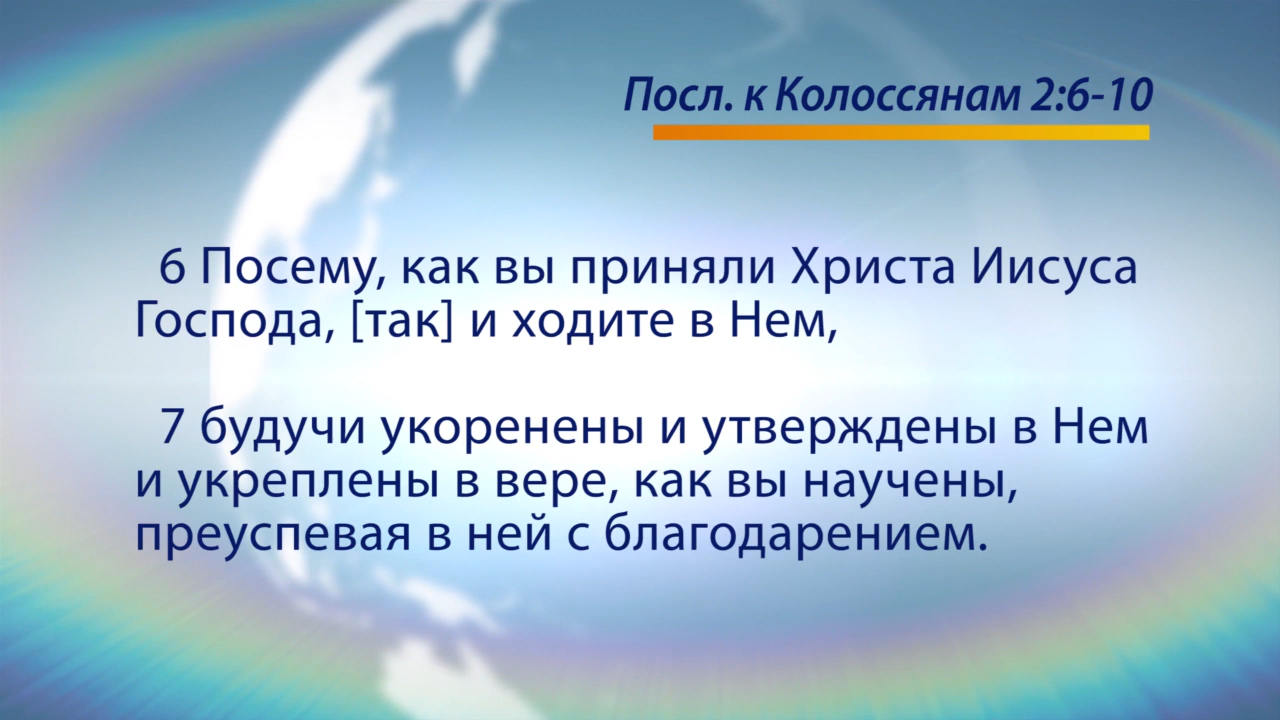 Посл. к Колоссянам 2:6-10
6 Посему, как вы приняли Христа Иисуса
Господа, [так] и ходите в Нем,
7 будучи укоренены и утверждены в Нем
и укреплены в вере, как вы научены,
преуспевая в ней с благодарением.